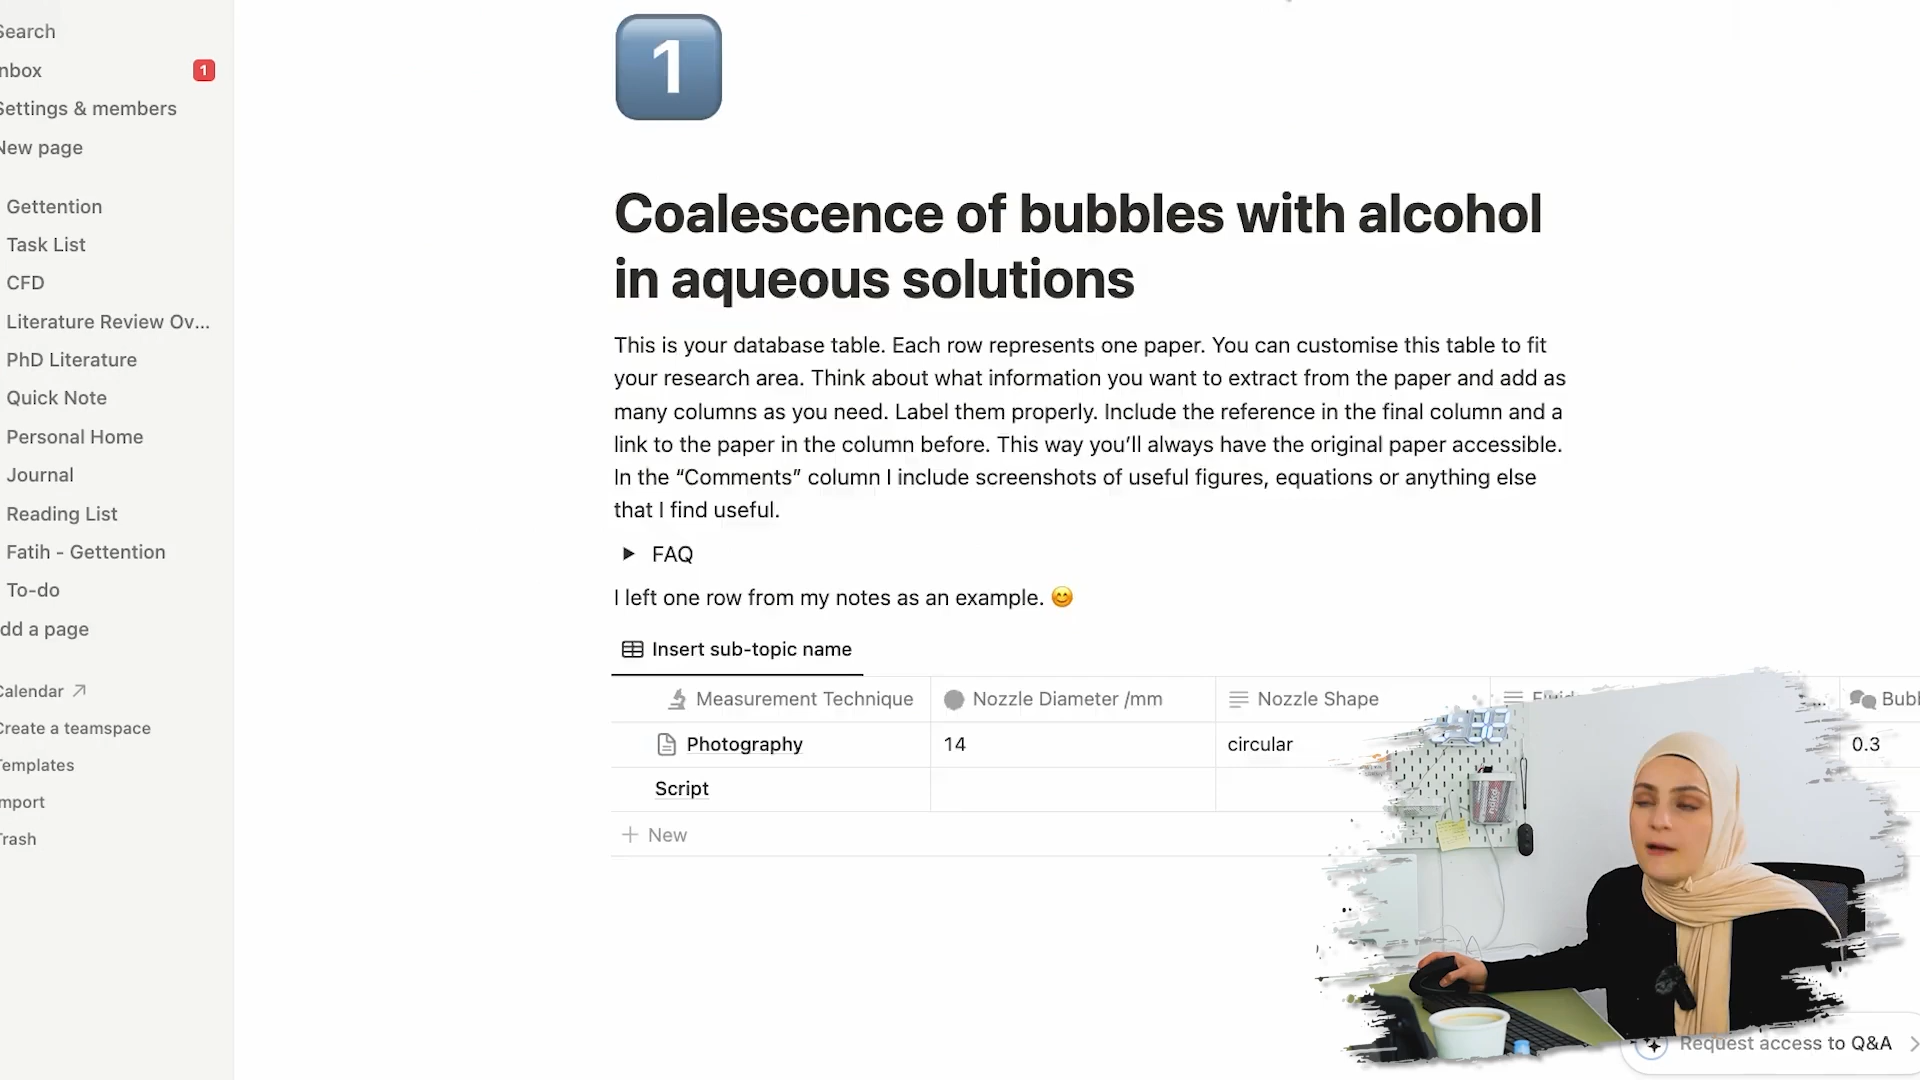 Search
Inbox
1
Settings & members
New page
Gettention
Task List
CFD
Literature Review Ov...
PhD Literature
Quick Note
Personal Home
Journal
Reading List
Fatih - Gettention
To-do
dd a page
Calendar ↗
Create a teamspace
Templates
mport
Trash
1
Coalescence of bubbles with alcohol
in aqueous solutions
This is your database table. Each row represents one paper. You can customise this table to fit
your research area. Think about what information you want to extract from the paper and add as
many columns as you need. Label them properly. Include the reference in the final column and a
link to the paper in the column before. This way you’ll always have the original paper accessible.
In the “Comments” column I include screenshots of useful figures, equations or anything else
that I find useful.
FAQ
I left one row from my notes as an example. 😊
Insert sub-topic name
Measurement Technique Nozzle Diameter /mm Nozzle Shape Bubl
Photography 14 circular 0.3
Script
+ New
Request access to Q&A